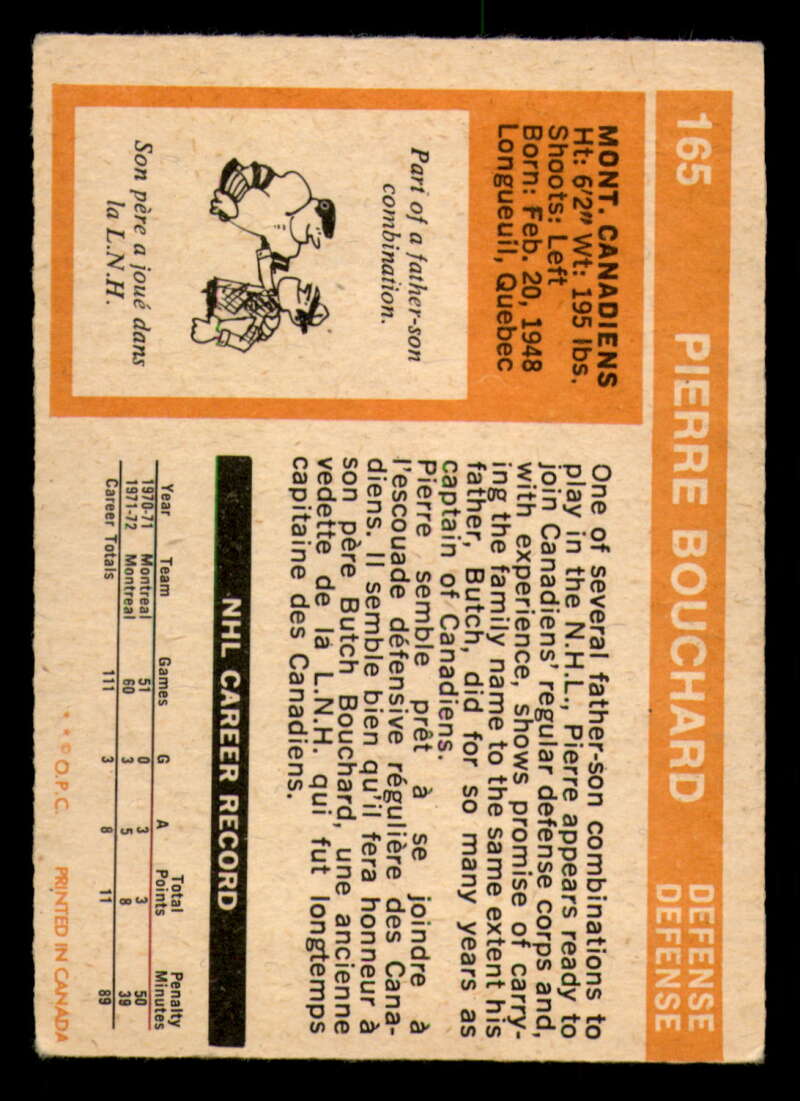 165 PIERRE BOUCHARD DEFENSE
DEFENSE
MONT. CANADIENS
Ht: 6'2" Wt: 195 lbs.
Shoots: Left
Born: Feb. 20, 1948
Longueuil, Quebec
Part of a father-son
combination.
Son père a joué dans
la L.N.H.
One of several father-son combinations to
play in the N.H.L., Pierre appears ready to
join Canadiens' regular defense corps and,
with experience, shows promise of carry-
ing the family name to the same extent his
father, Butch, did for so many years as
captain of Canadiens.
Pierre semble prêt à se joindre à
l'escouade défensive régulière des Cana-
diens. Il semble bien qu'il fera honneur à
son père Butch Bouchard, une ancienne
vedette de la L.N.H. qui fut longtemps
capitaine des Canadiens.
NHL CAREER RECORD
Year Team Games G A Total Points Penalty Minutes
1970-71 Montreal 51 0 3 3 50
1971-72 Montreal 60 3 5 8 39
Career Totals 111 3 8 11 89
* * © O.P.C. PRINTED IN CANADA